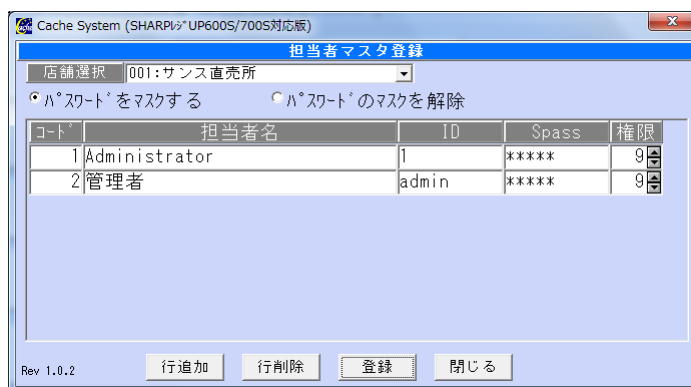 Cache System (SHARPﾚｼﾞUP600S/700S対応版)
担当者マスタ登録
店舗選択 001:サンス直売所
ﾊﾟｽﾜｰﾄﾞをﾏｽｸする ﾊﾟｽﾜｰﾄﾞのﾏｽｸを解除
ｺｰﾄﾞ 担当者名 ID Spass 権限
1 Administrator 1 ***** 9
2 管理者 admin ***** 9
Rev 1.0.2 行追加 行削除 登録 閉じる